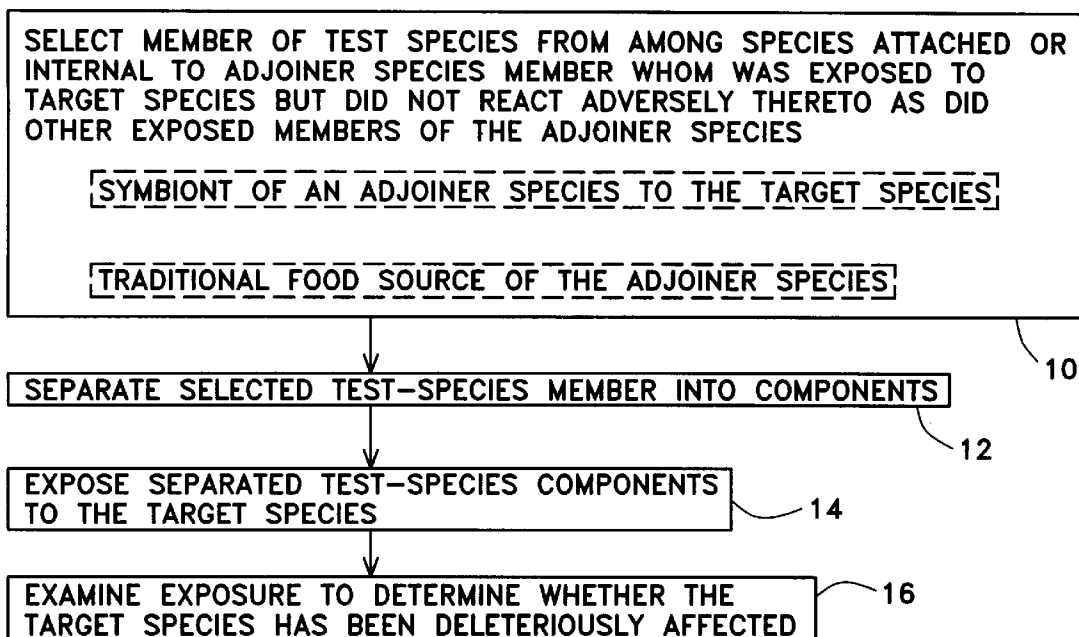 SELECT MEMBER OF TEST SPECIES FROM AMONG SPECIES ATTACHED OR
INTERNAL TO ADJOINER SPECIES MEMBER WHOM WAS EXPOSED TO
TARGET SPECIES BUT DID NOT REACT ADVERSELY THERETO AS DID
OTHER EXPOSED MEMBERS OF THE ADJOINER SPECIES
SYMBIONT OF AN ADJOINER SPECIES TO THE TARGET SPECIES
TRADITIONAL FOOD SOURCE OF THE ADJOINER SPECIES
10
SEPARATE SELECTED TEST-SPECIES MEMBER INTO COMPONENTS
12
EXPOSE SEPARATED TEST-SPECIES COMPONENTS
TO THE TARGET SPECIES
14
EXAMINE EXPOSURE TO DETERMINE WHETHER THE
TARGET SPECIES HAS BEEN DELETERIOUSLY AFFECTED
16